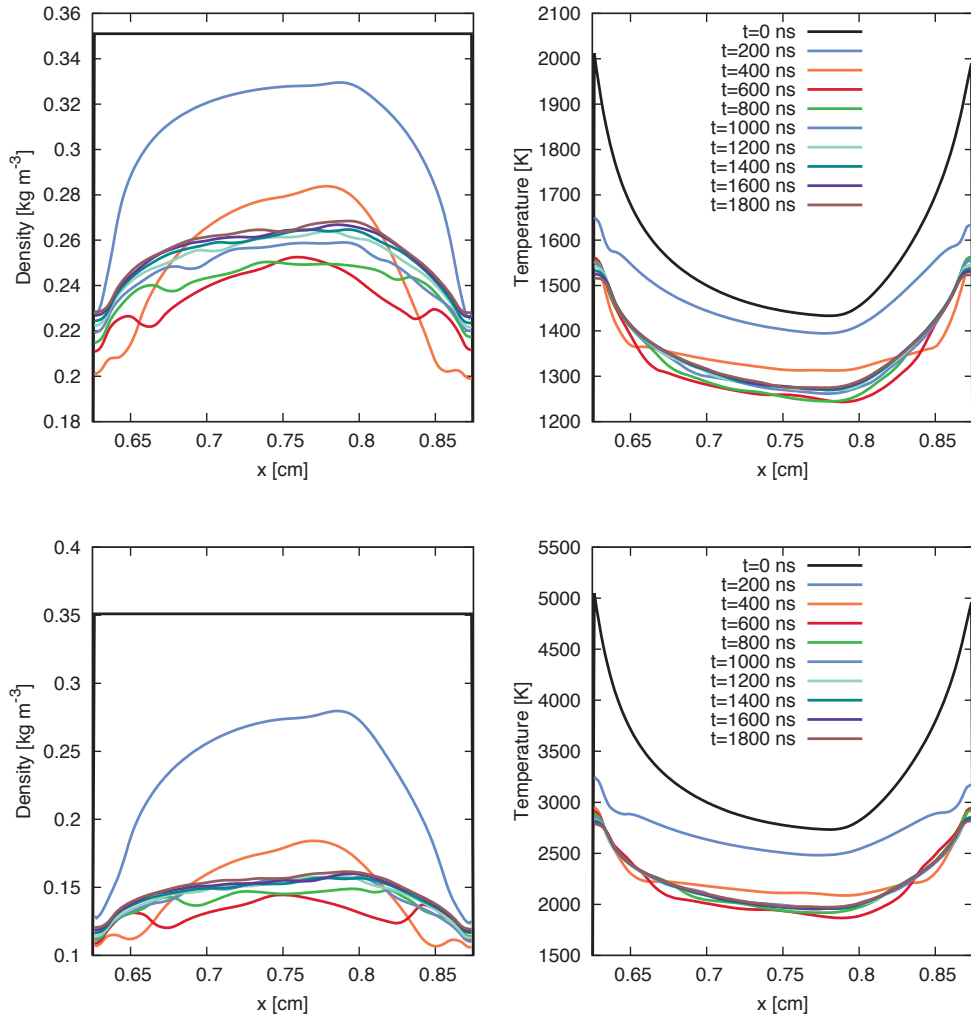 0.36
0.34
0.32
0.3
0.28
0.26
0.24
0.22
0.2
0.18
Density [kg m-3]
0.65 0.7 0.75 0.8 0.85
x [cm]
2100
2000
1900
1800
1700
1600
1500
1400
1300
1200
Temperature [K]
t=0 ns
t=200 ns
t=400 ns
t=600 ns
t=800 ns
t=1000 ns
t=1200 ns
t=1400 ns
t=1600 ns
t=1800 ns
0.65 0.7 0.75 0.8 0.85
x [cm]
0.4
0.35
0.3
0.25
0.2
0.15
0.1
Density [kg m-3]
0.65 0.7 0.75 0.8 0.85
x [cm]
5500
5000
4500
4000
3500
3000
2500
2000
1500
Temperature [K]
t=0 ns
t=200 ns
t=400 ns
t=600 ns
t=800 ns
t=1000 ns
t=1200 ns
t=1400 ns
t=1600 ns
t=1800 ns
0.65 0.7 0.75 0.8 0.85
x [cm]